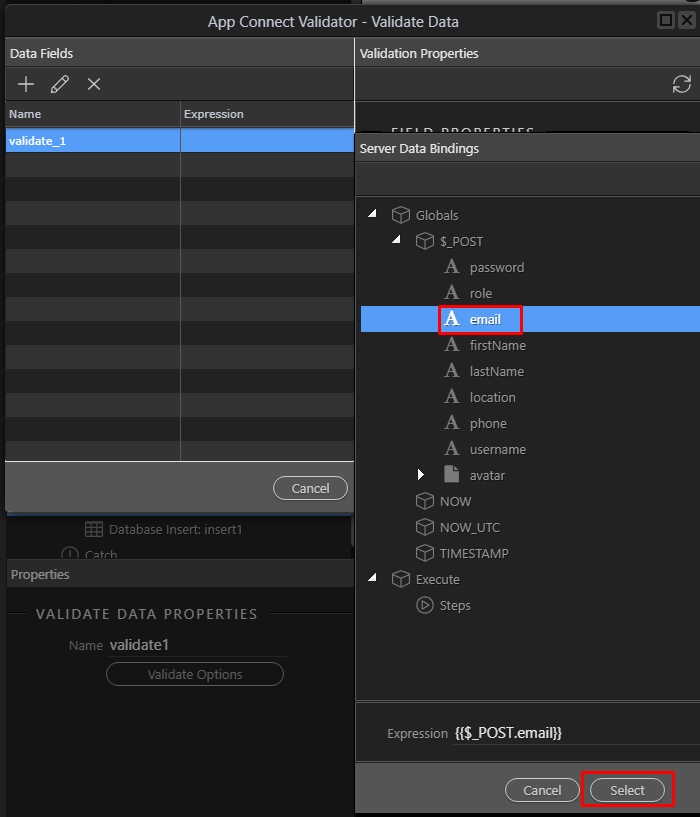 App Connect Validator - Validate Data
Data Fields
Name Expression
validate_1
Cancel
Database Insert: insert1
Catch
Properties
VALIDATE DATA PROPERTIES
Name validate1
Validate Options
Validation Properties
FIELD PROPERTIES
Server Data Bindings
Globals
$_POST
A password
A role
A email
A firstName
A lastName
A location
A phone
A username
avatar
NOW
NOW_UTC
TIMESTAMP
Execute
Steps
Expression {{$_POST.email}}
Cancel Select